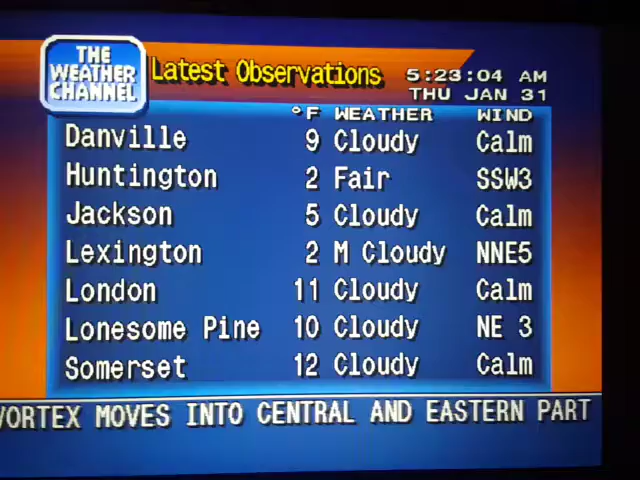 THE
WEATHER
CHANNEL
Latest Observations
5:23:04 AM
THU JAN 31
°F WEATHER WIND
Danville 9 Cloudy Calm
Huntington 2 Fair SSW3
Jackson 5 Cloudy Calm
Lexington 2 M Cloudy NNE5
London 11 Cloudy Calm
Lonesome Pine 10 Cloudy NE 3
Somerset 12 Cloudy Calm
VORTEX MOVES INTO CENTRAL AND EASTERN PART